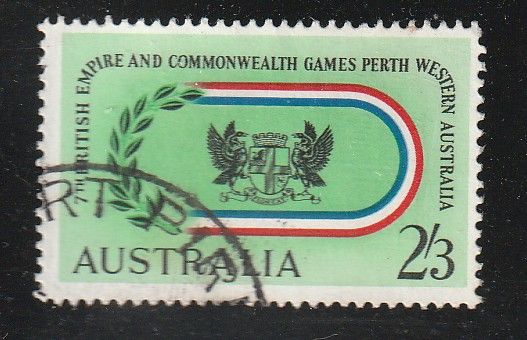 7TH BRITISH EMPIRE AND COMMONWEALTH GAMES PERTH WESTERN AUSTRALIA
AUSTRALIA 2/3